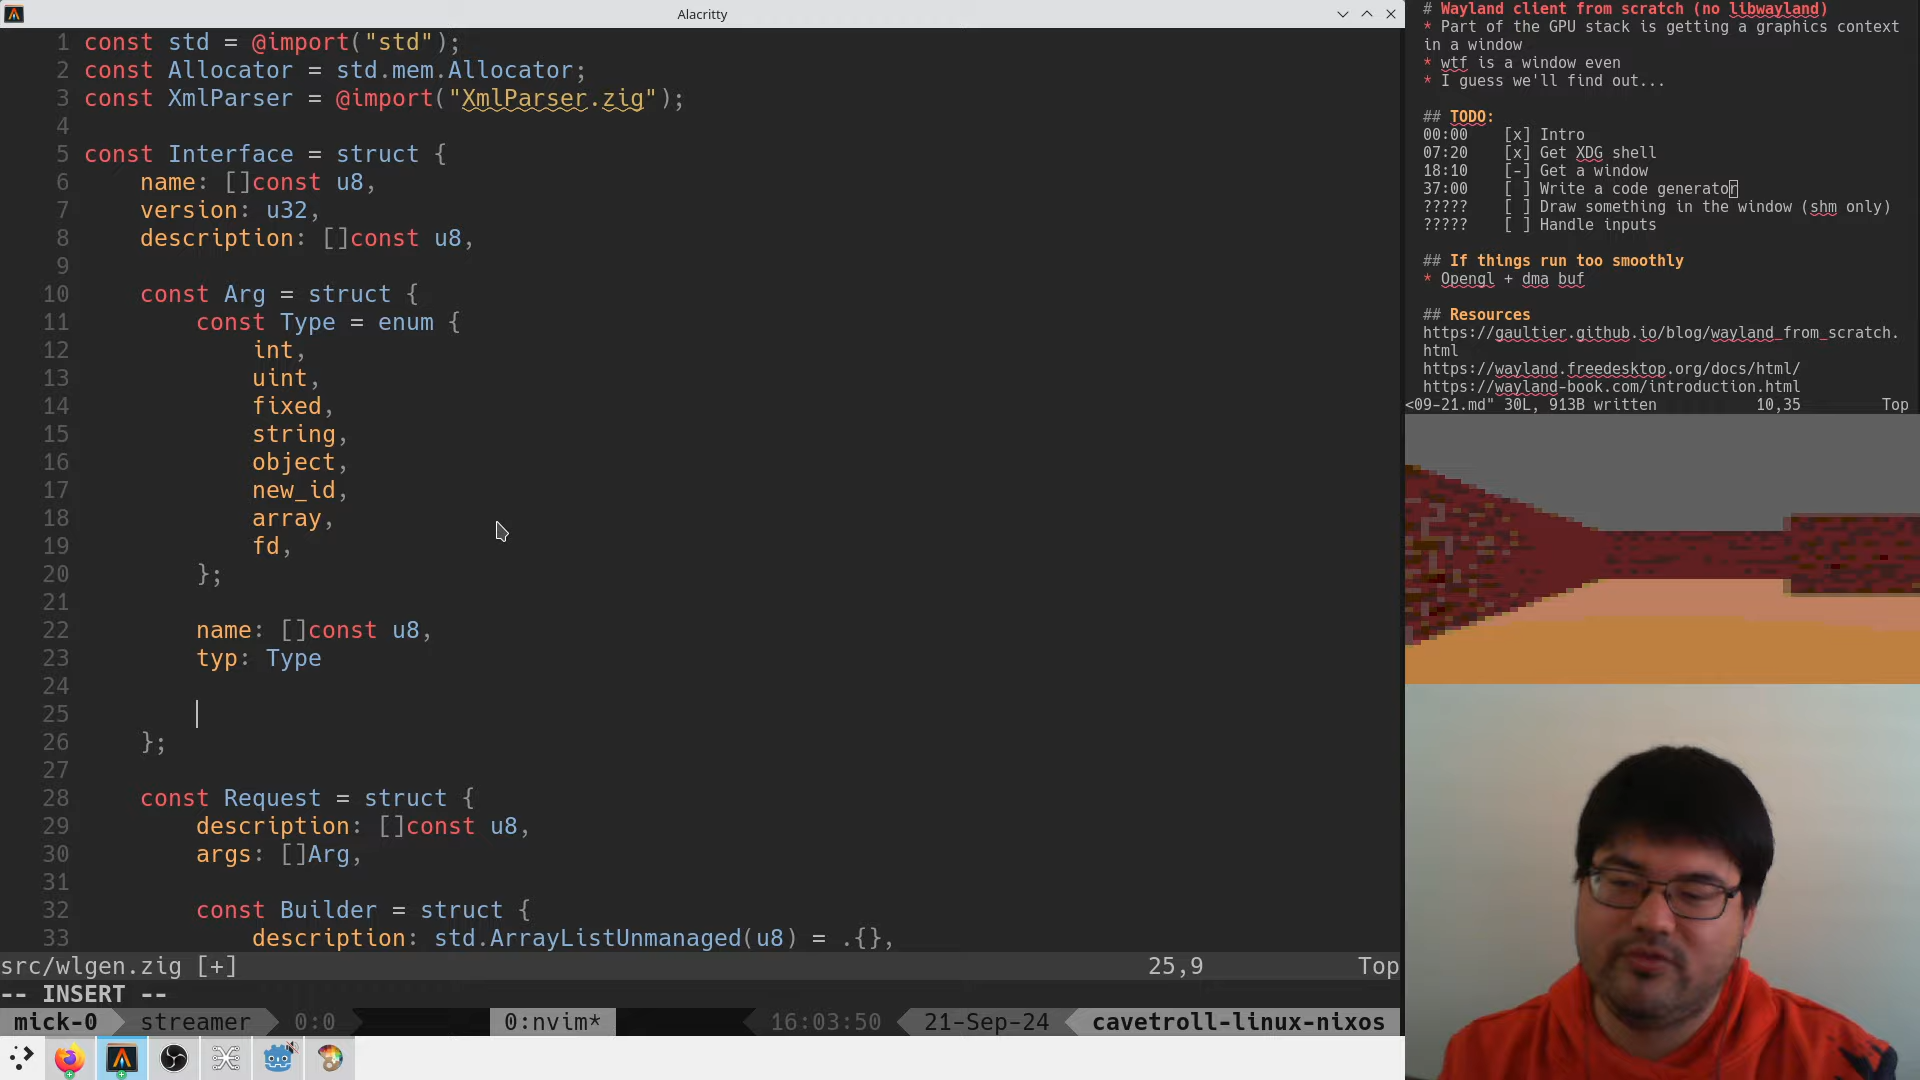 Alacritty
1 const std = @import("std");
2 const Allocator = std.mem.Allocator;
3 const XmlParser = @import("XmlParser.zig");
4
5 const Interface = struct {
6 name: []const u8,
7 version: u32,
8 description: []const u8,
9
10 const Arg = struct {
11 const Type = enum {
12 int,
13 uint,
14 fixed,
15 string,
16 object,
17 new_id,
18 array,
19 fd,
20 };
21
22 name: []const u8,
23 typ: Type
24
25
26 };
27
28 const Request = struct {
29 description: []const u8,
30 args: []Arg,
31
32 const Builder = struct {
33 description: std.ArrayListUnmanaged(u8) = .{},
src/wlgen.zig [+] 25,9 Top
-- INSERT --
mick-0 streamer 0:0 0:nvim* 16:03:50 21-Sep-24 cavetroll-linux-nixos
# Wayland client from scratch (no libwayland)
* Part of the GPU stack is getting a graphics context
in a window
* wtf is a window even
* I guess we'll find out...
## TODO:
00:00 [x] Intro
07:20 [x] Get XDG shell
18:10 [-] Get a window
37:00 [ ] Write a code generator
????? [ ] Draw something in the window (shm only)
????? [ ] Handle inputs
## If things run too smoothly
* Opengl + dma buf
## Resources
https://gaultier.github.io/blog/wayland_from_scratch.
html
https://wayland.freedesktop.org/docs/html/
https://wayland-book.com/introduction.html
<09-21.md" 30L, 913B written 10,35 Top